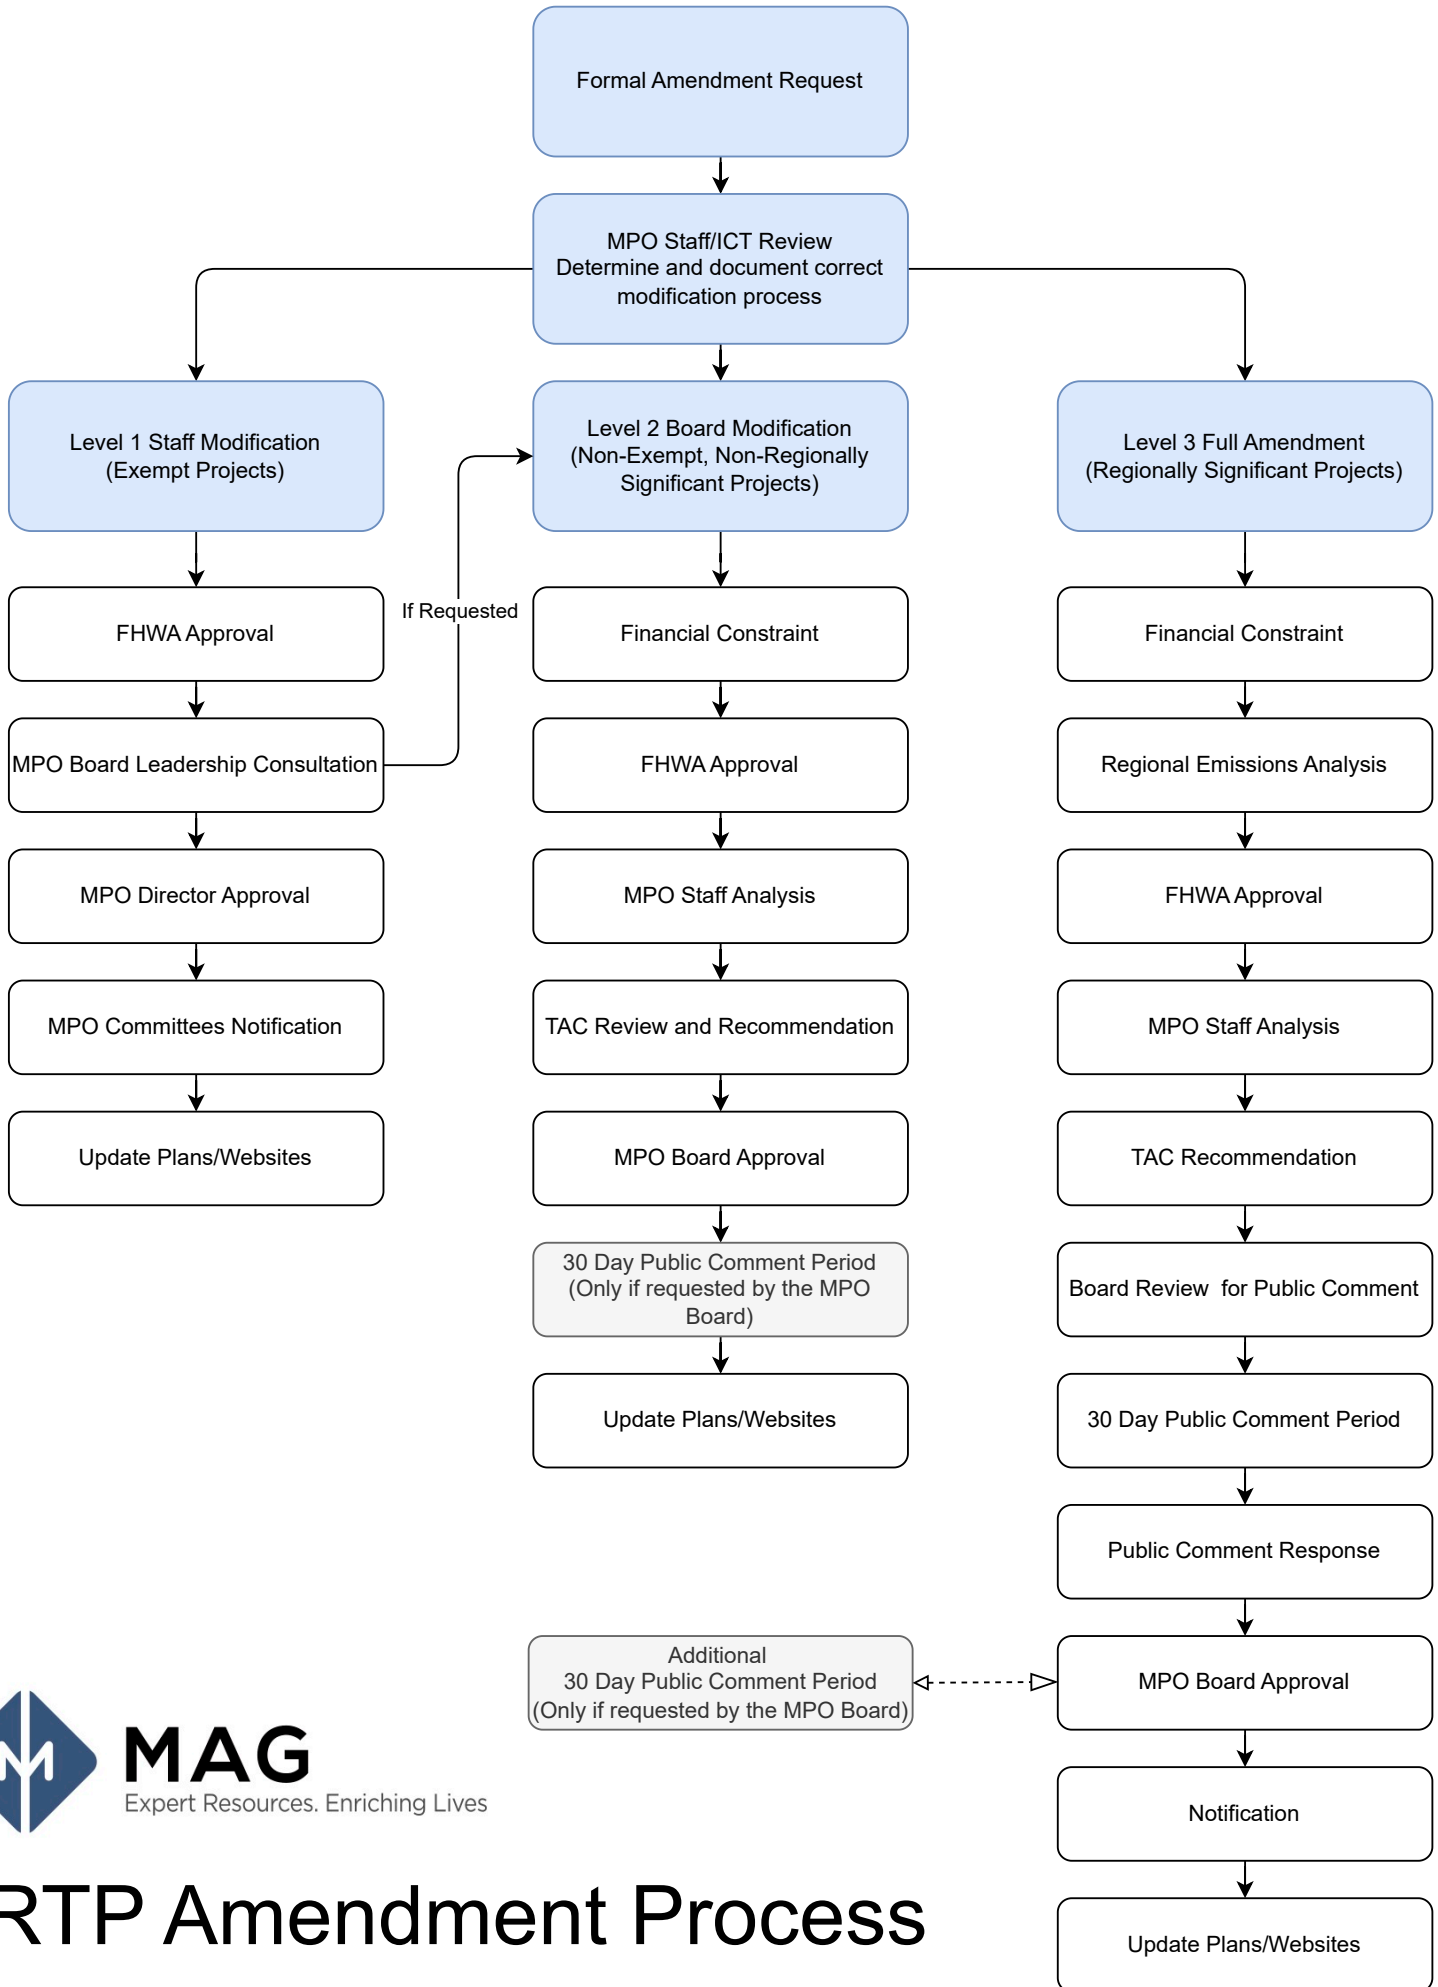 Formal Amendment Request
MPO Staff/ICT Review
Determine and document correct
modification process
Level 1 Staff Modification
(Exempt Projects)
FHWA Approval
MPO Board Leadership Consultation
MPO Director Approval
MPO Committees Notification
Update Plans/Websites
If Requested
Level 2 Board Modification
(Non-Exempt, Non-Regionally
Significant Projects)
Financial Constraint
FHWA Approval
MPO Staff Analysis
TAC Review and Recommendation
MPO Board Approval
30 Day Public Comment Period
(Only if requested by the MPO
Board)
Update Plans/Websites
Level 3 Full Amendment
(Regionally Significant Projects)
Financial Constraint
Regional Emissions Analysis
FHWA Approval
MPO Staff Analysis
TAC Recommendation
Board Review  for Public Comment
30 Day Public Comment Period
Public Comment Response
MPO Board Approval
Additional
30 Day Public Comment Period
(Only if requested by the MPO Board)
Notification
Update Plans/Websites
M
MAG
Expert Resources. Enriching Lives
RTP Amendment Process